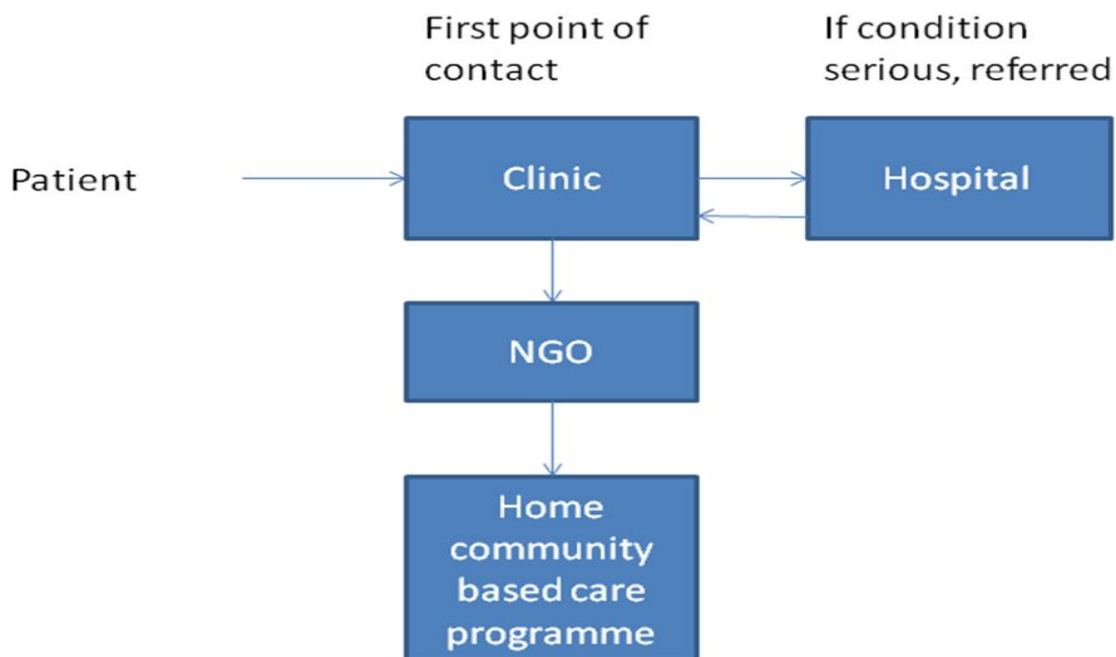 First point of
contact
If condition
serious, referred
Patient
Clinic
Hospital
NGO
Home
community
based care
programme